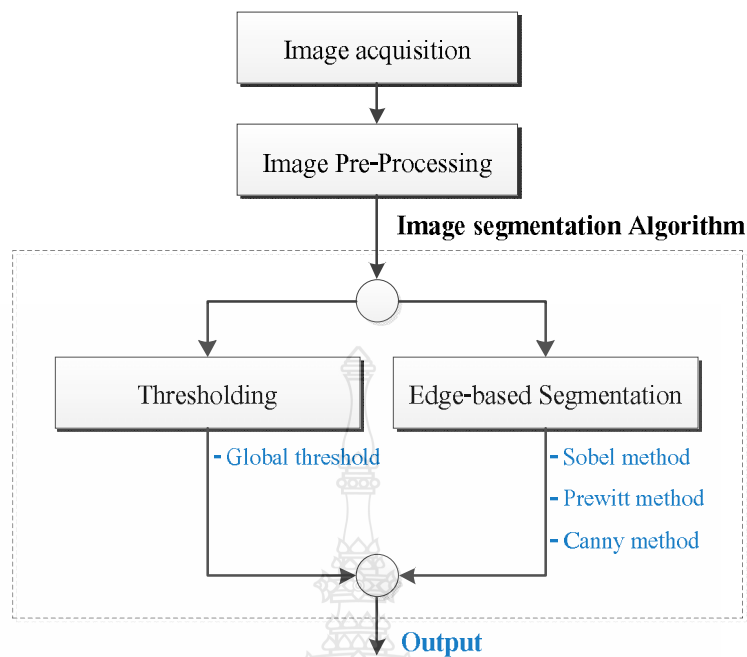 Image acquisition
Image Pre-Processing
Image segmentation Algorithm
Thresholding
Edge-based Segmentation
- Global threshold
- Sobel method
- Prewitt method
- Canny method
Output